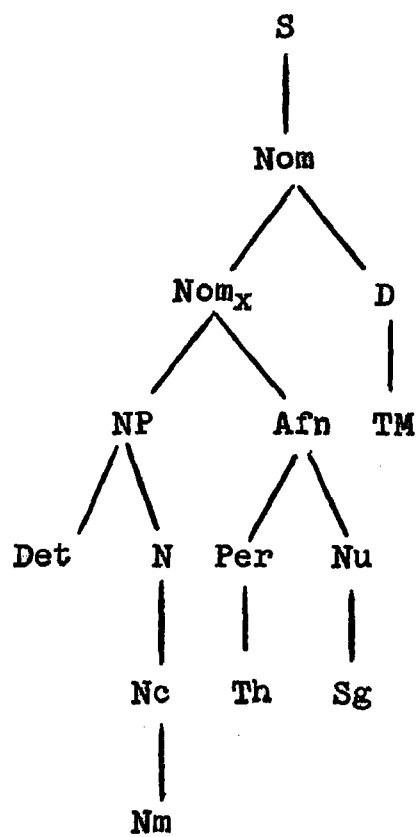 S
Nom
Nomx D
NP Afn TM
Det N Per Nu
Nc Th Sg
Nm